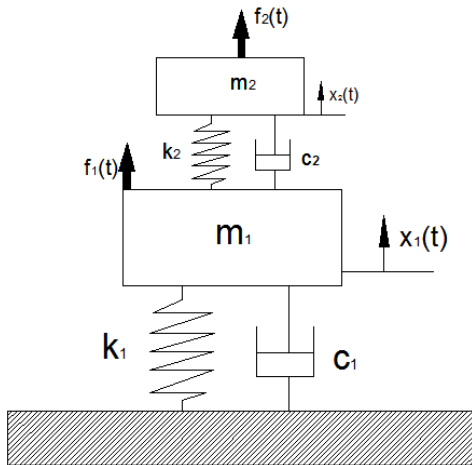 f₂(t)
m₂
x₂(t)
k₂
c₂
f₁(t)
m₁
x₁(t)
k₁
c₁